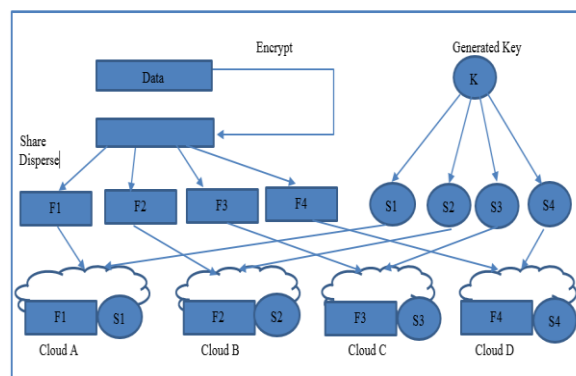 Encrypt
Generated Key
Data
K
Share
Disperse
F1
F2
F3
F4
S1
S2
S3
S4
F1
S1
F2
S2
F3
S3
F4
S4
Cloud A
Cloud B
Cloud C
Cloud D